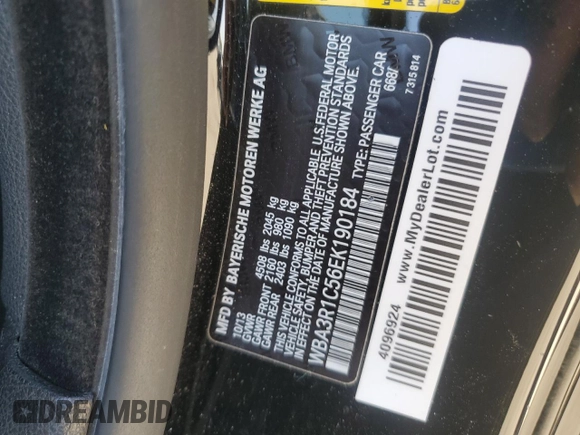 MFD BY BAYERISCHE MOTOREN WERKE AG
10/13
GVWR 4508 lbs 2045 kg
GAWR FRONT 2160 lbs 980 kg
GAWR REAR 2403 lbs 1090 kg
THIS VEHICLE CONFORMS TO ALL APPLICABLE U.S. FEDERAL MOTOR
VEHICLE SAFETY, BUMPER AND THEFT PREVENTION STANDARDS
IN EFFECT ON THE DATE OF MANUFACTURE SHOWN ABOVE.
WBA3R1C56EK190184 TYPE: PASSENGER CAR
668/
7 315 814
4096924 www.MyDealerLot.com
DREAMBID